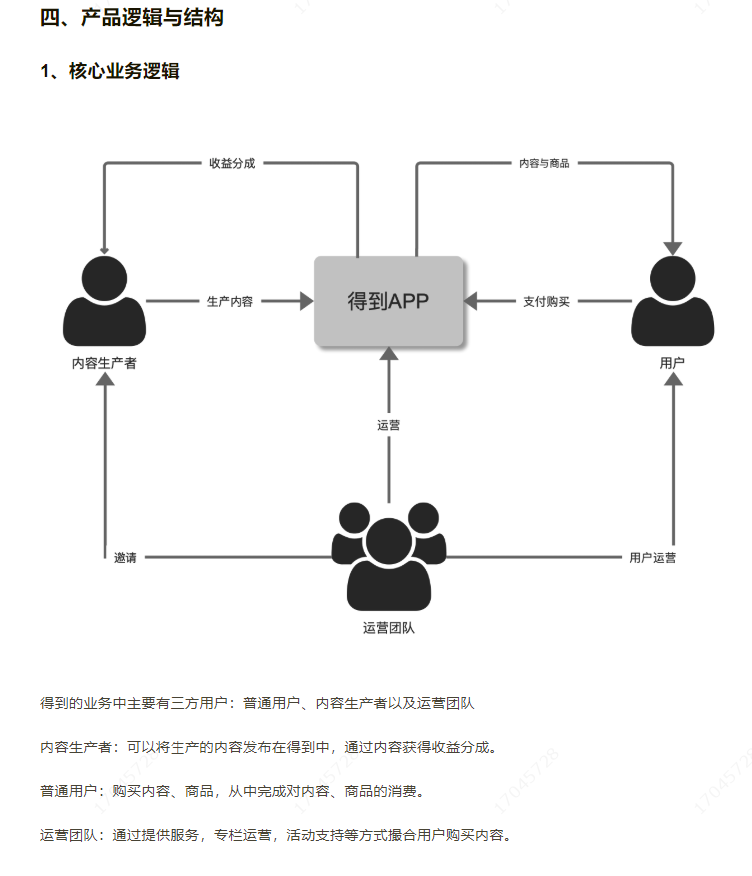 四、产品逻辑与结构
1、核心业务逻辑
收益分成
内容与商品
生产内容
得到APP
支付购买
内容生产者
用户
运营
邀请
用户运营
运营团队
得到的业务中主要有三方用户：普通用户、内容生产者以及运营团队
内容生产者：可以将生产的内容发布在得到中，通过内容获得收益分成。
普通用户：购买内容、商品，从中完成对内容、商品的消费。
运营团队：通过提供服务，专栏运营，活动支持等方式撮合用户购买内容。
17045728
17045728
17045728
17045728